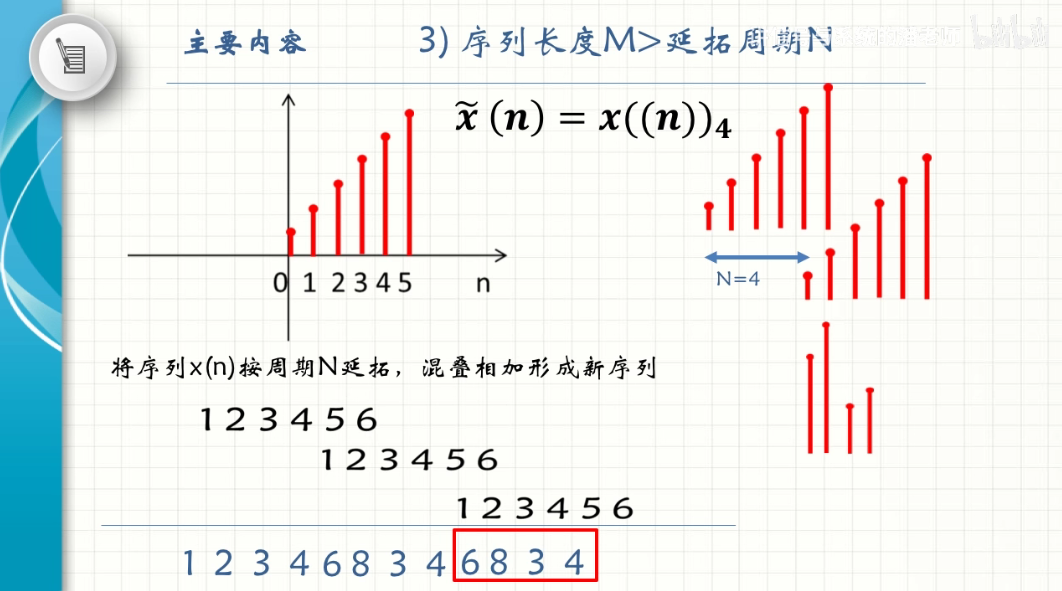 主要内容
3) 序列长度M>延拓周期N
x̃ (n) = x((n))₄
N=4
0 1 2 3 4 5 n
将序列x(n)按周期N延拓，混叠相加形成新序列
1 2 3 4 5 6
1 2 3 4 5 6
1 2 3 4 5 6
1 2 3 4 6 8 3 4 6 8 3 4